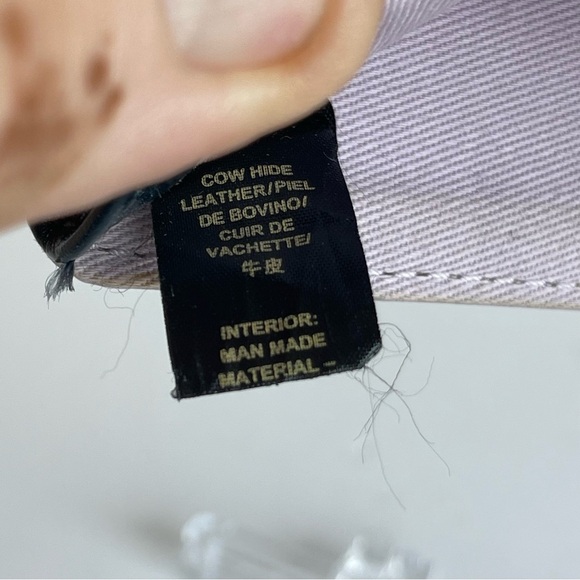 COW HIDE
LEATHER/PIEL
DE BOVINO/
CUIR DE
VACHETTE/
牛皮
INTERIOR:
MAN MADE
MATERIAL –